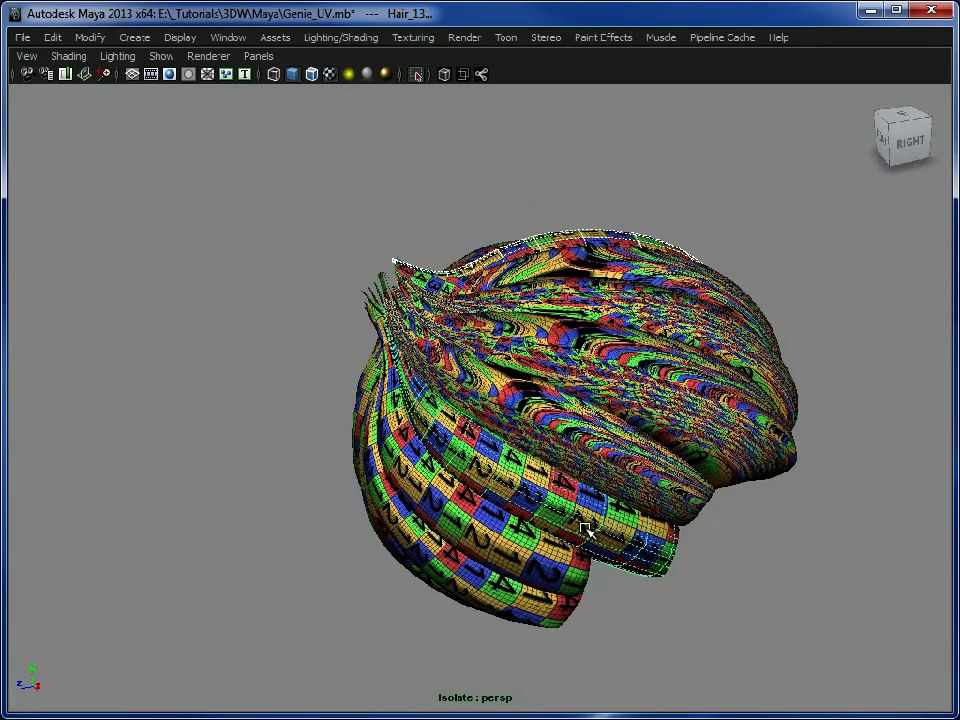 Autodesk Maya 2013 x64: E:\_Tutorials\3DW\Maya\Genie_UV.mb*   ---   Hair_13...
File Edit Modify Create Display Window Assets Lighting/Shading Texturing Render Toon Stereo Paint Effects Muscle Pipeline Cache Help
View Shading Lighting Show Renderer Panels
RIGHT
Isolate : persp